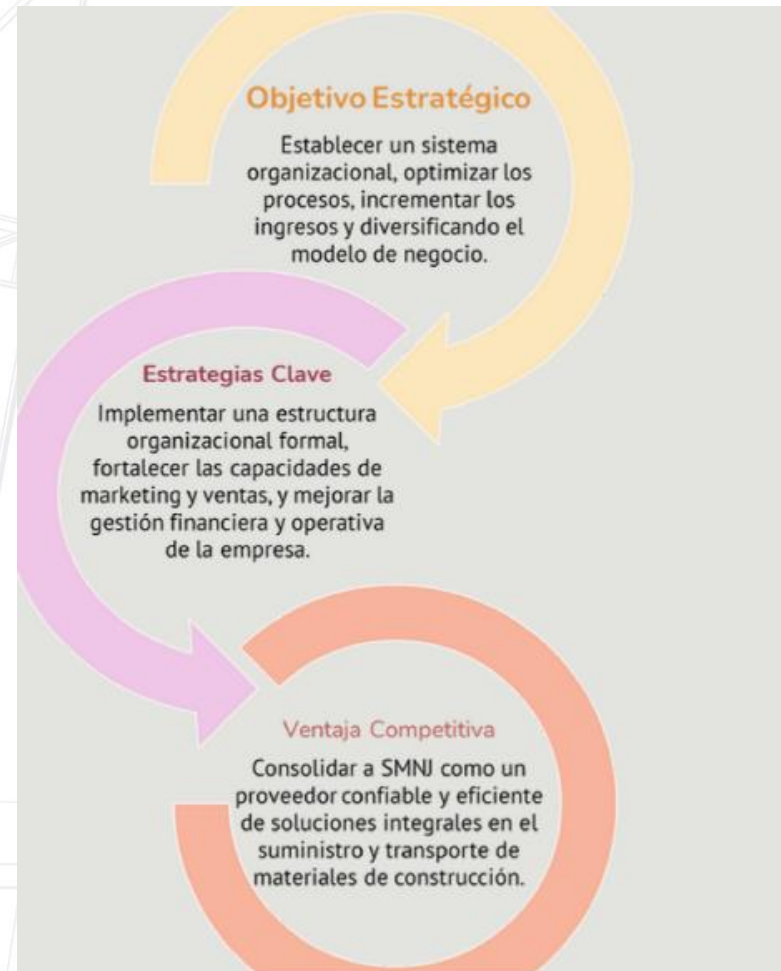 Objetivo Estratégico
Establecer un sistema
organizacional, optimizar los
procesos, incrementar los
ingresos y diversificando el
modelo de negocio.
Estrategias Clave
Implementar una estructura
organizacional formal,
fortalecer las capacidades de
marketing y ventas, y mejorar la
gestión financiera y operativa
de la empresa.
Ventaja Competitiva
Consolidar a SMNJ como un
proveedor confiable y eficiente
de soluciones integrales en el
suministro y transporte de
materiales de construcción.